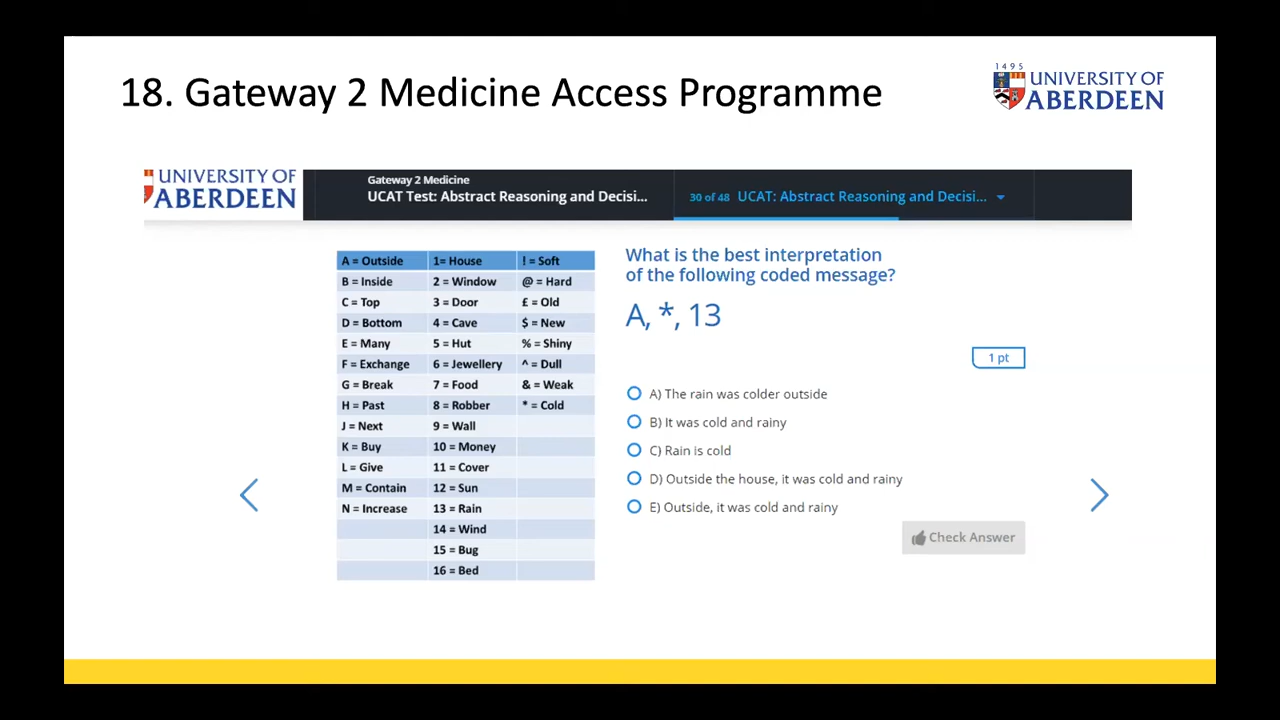 18. Gateway 2 Medicine Access Programme
1495
UNIVERSITY OF
ABERDEEN
UNIVERSITY OF
ABERDEEN
Gateway 2 Medicine
UCAT Test: Abstract Reasoning and Decisi...
30 of 48 UCAT: Abstract Reasoning and Decisi...
A = Outside 1= House ! = Soft
B = Inside 2 = Window @ = Hard
C = Top 3 = Door £ = Old
D = Bottom 4 = Cave $ = New
E = Many 5 = Hut % = Shiny
F = Exchange 6 = Jewellery ^ = Dull
G = Break 7 = Food & = Weak
H = Past 8 = Robber * = Cold
J = Next 9 = Wall
K = Buy 10 = Money
L = Give 11 = Cover
M = Contain 12 = Sun
N = Increase 13 = Rain
14 = Wind
15 = Bug
16 = Bed
What is the best interpretation
of the following coded message?
A, *, 13
1 pt
A) The rain was colder outside
B) It was cold and rainy
C) Rain is cold
D) Outside the house, it was cold and rainy
E) Outside, it was cold and rainy
Check Answer